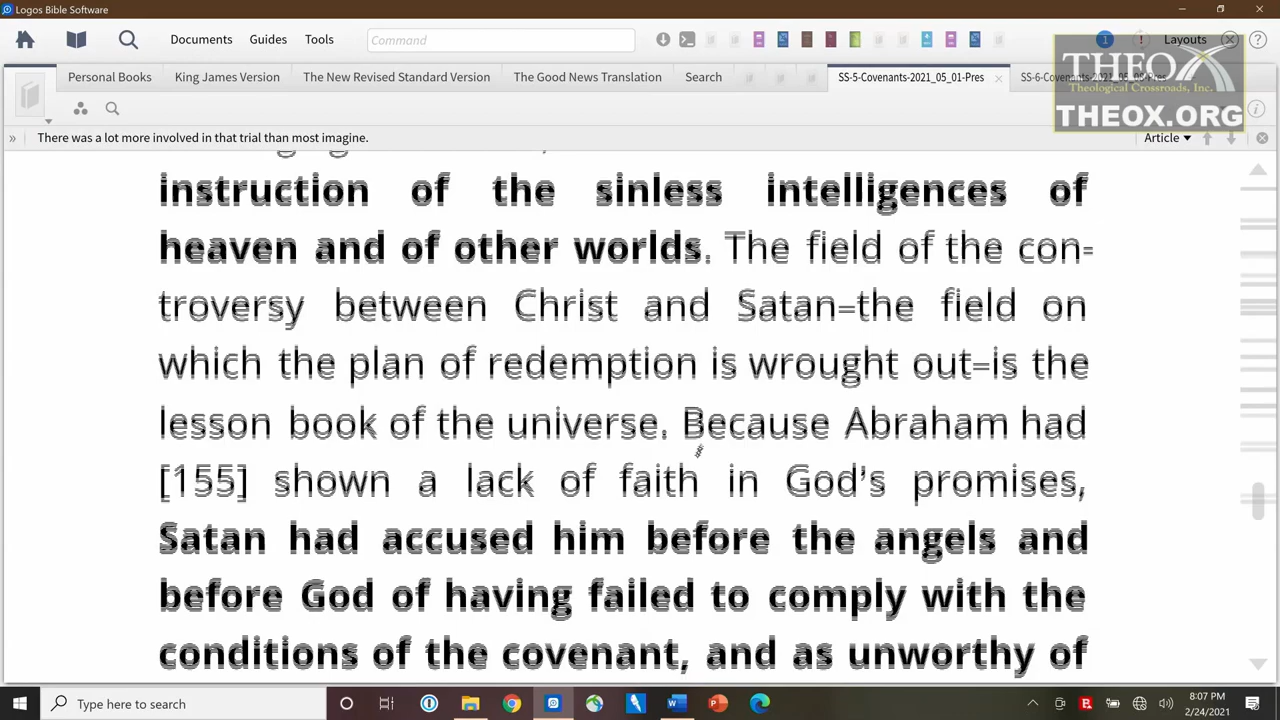 Logos Bible Software
Documents Guides Tools Command Layouts
Personal Books King James Version The New Revised Standard Version The Good News Translation Search SS-5-Covenants-2021_05_01-Pres
THEOX
Theological Crossroads, Inc.
THEOX.ORG
There was a lot more involved in that trial than most imagine. Article
instruction of the sinless intelligences of
heaven and of other worlds. The field of the con-
troversy between Christ and Satan—the field on
which the plan of redemption is wrought out—is the
lesson book of the universe. Because Abraham had
[155] shown a lack of faith in God's promises,
Satan had accused him before the angels and
before God of having failed to comply with the
conditions of the covenant, and as unworthy of
Type here to search
8:07 PM
2/24/2021